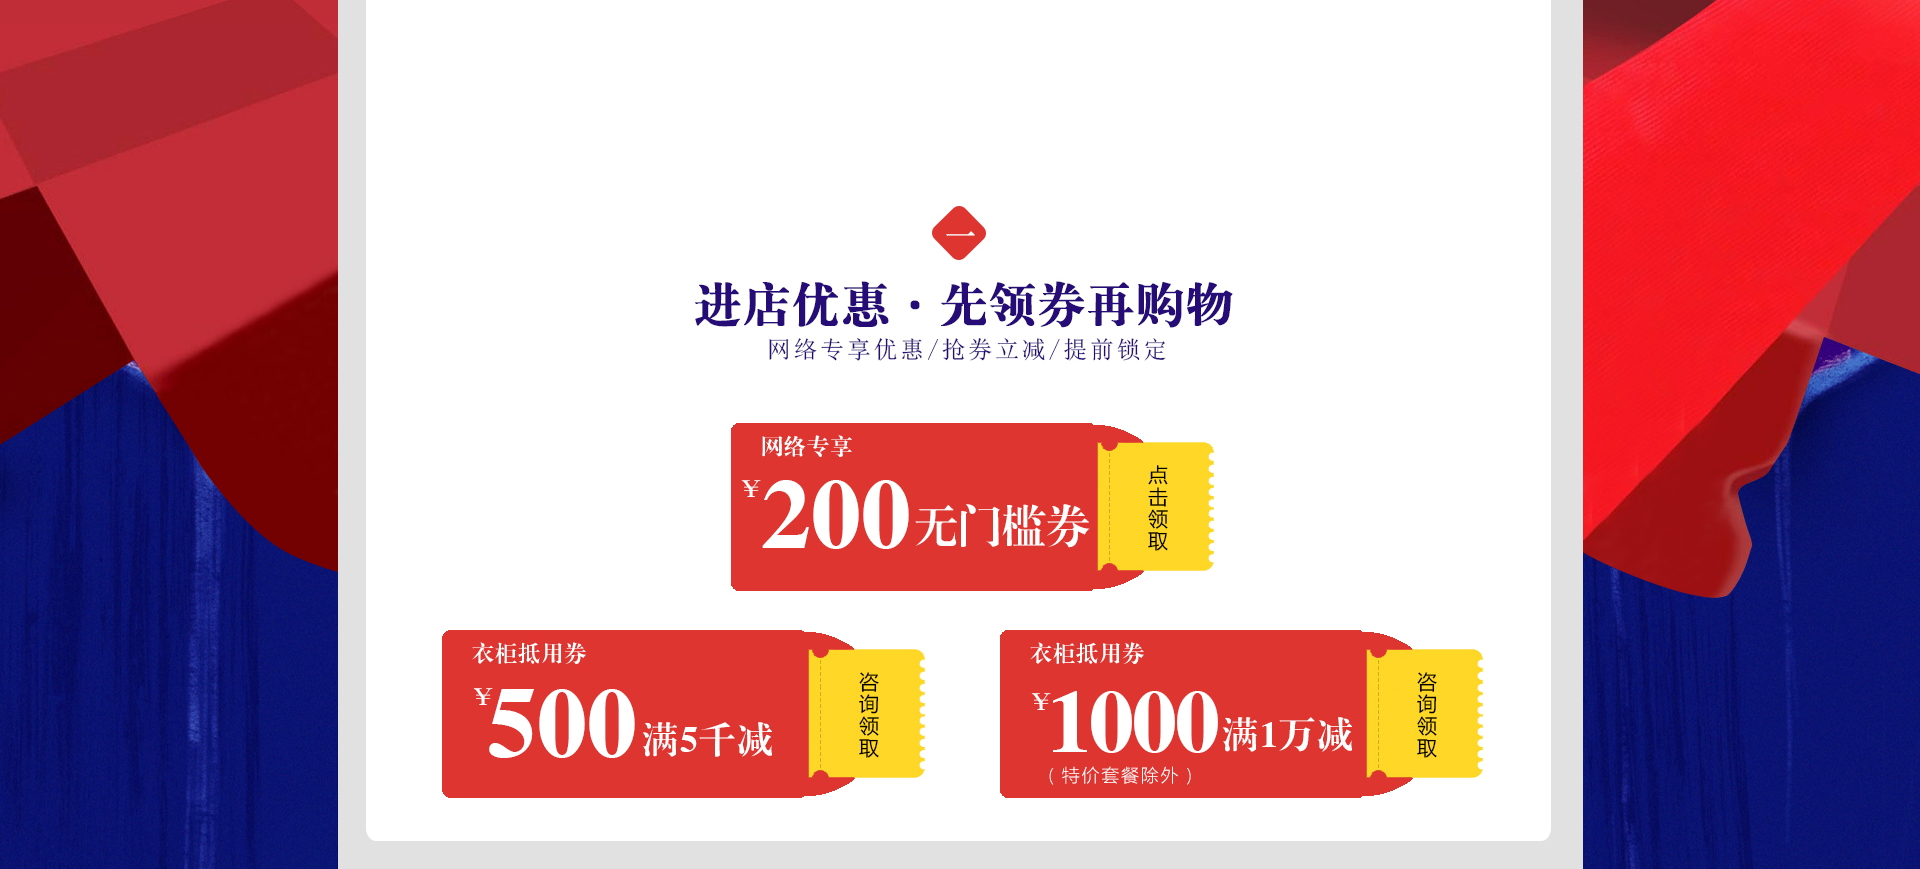 一
进店优惠·先领券再购物
网络专享优惠/抢券立减/提前锁定
网络专享
¥200无门槛券
点击领取
衣柜抵用券
¥500满5千减
咨询领取
衣柜抵用券
¥1000满1万减
（特价套餐除外）
咨询领取